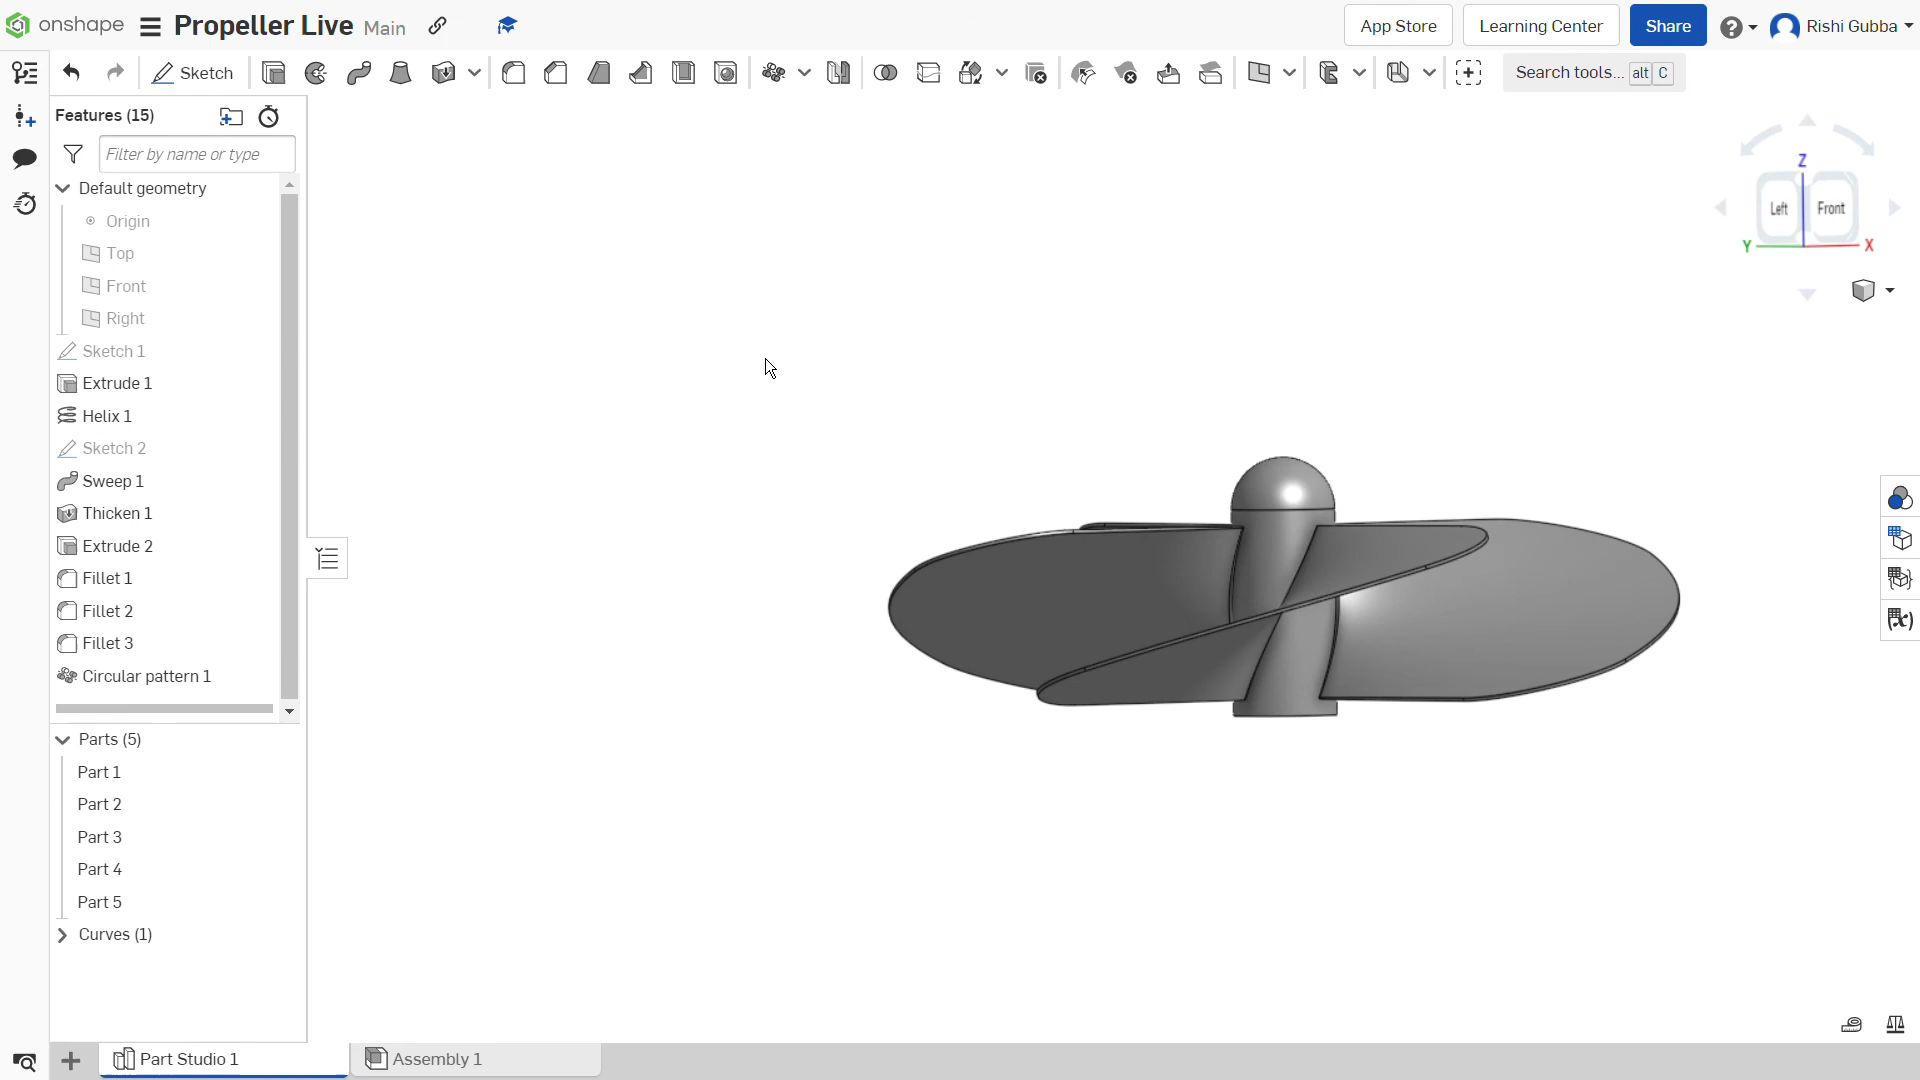 onshape Propeller Live Main App Store Learning Center Share Rishi Gubba
Sketch Search tools... alt C
Features (15)
Filter by name or type
Default geometry
Origin
Top
Front
Right
Sketch 1
Extrude 1
Helix 1
Sketch 2
Sweep 1
Thicken 1
Extrude 2
Fillet 1
Fillet 2
Fillet 3
Circular pattern 1
Parts (5)
Part 1
Part 2
Part 3
Part 4
Part 5
Curves (1)
Z
Left Front
Y X
Part Studio 1 Assembly 1